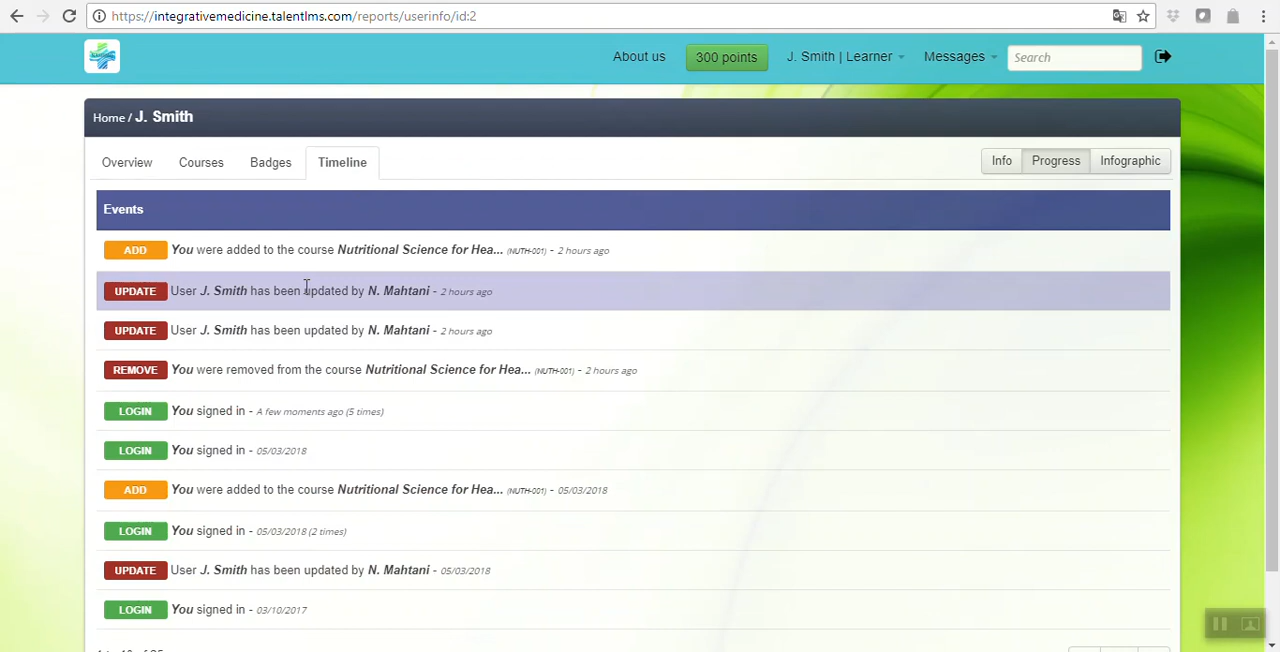 https://integrativemedicine.talentlms.com/reports/userinfo/id:2
About us 300 points J. Smith | Learner Messages Search
Home / J. Smith
Overview Courses Badges Timeline Info Progress Infographic
Events
ADD You were added to the course Nutritional Science for Hea... (NUTH-001) - 2 hours ago
UPDATE User J. Smith has been updated by N. Mahtani - 2 hours ago
UPDATE User J. Smith has been updated by N. Mahtani - 2 hours ago
REMOVE You were removed from the course Nutritional Science for Hea... (NUTH-001) - 2 hours ago
LOGIN You signed in - A few moments ago (5 times)
LOGIN You signed in - 05/03/2018
ADD You were added to the course Nutritional Science for Hea... (NUTH-001) - 05/03/2018
LOGIN You signed in - 05/03/2018 (2 times)
UPDATE User J. Smith has been updated by N. Mahtani - 05/03/2018
LOGIN You signed in - 03/10/2017